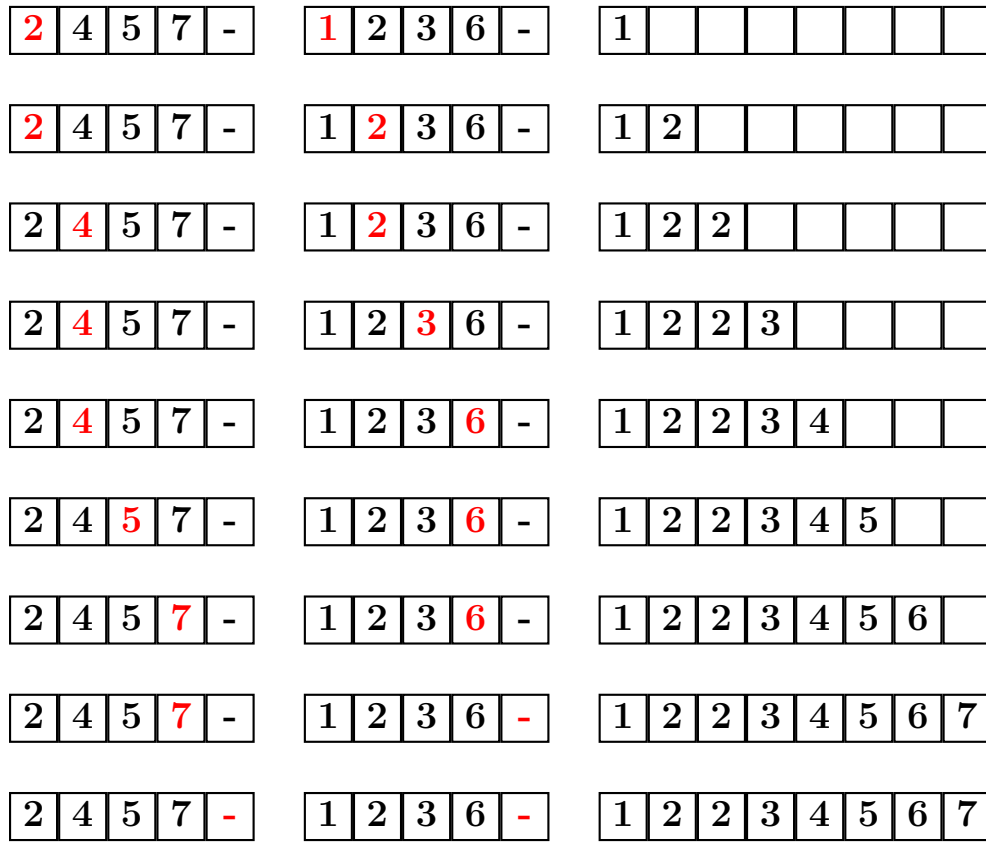 2 4 5 7 - 1 2 3 6 - 1
2 4 5 7 - 1 2 3 6 - 1 2
2 4 5 7 - 1 2 3 6 - 1 2 2
2 4 5 7 - 1 2 3 6 - 1 2 2 3
2 4 5 7 - 1 2 3 6 - 1 2 2 3 4
2 4 5 7 - 1 2 3 6 - 1 2 2 3 4 5
2 4 5 7 - 1 2 3 6 - 1 2 2 3 4 5 6
2 4 5 7 - 1 2 3 6 - 1 2 2 3 4 5 6 7
2 4 5 7 - 1 2 3 6 - 1 2 2 3 4 5 6 7